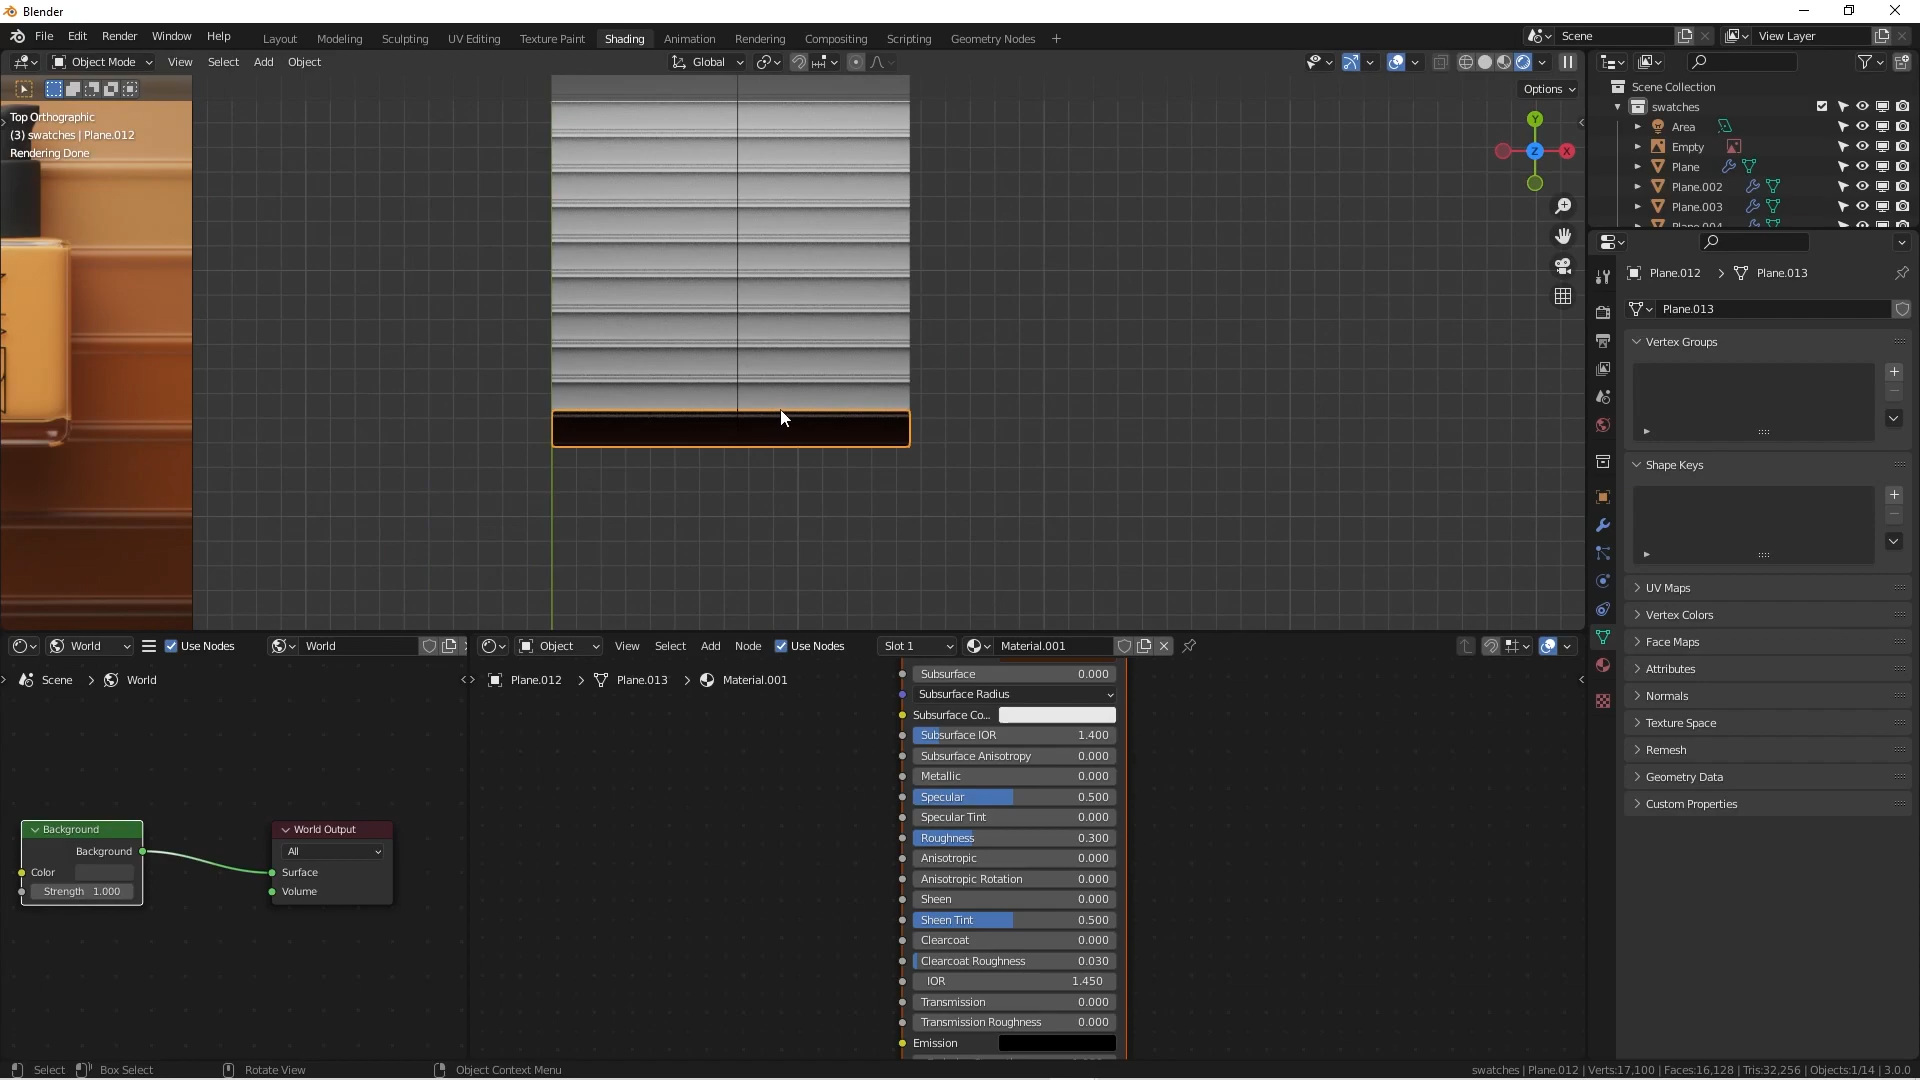 Blender
File Edit Render Window Help Layout Modeling Sculpting UV Editing Texture Paint Shading Animation Rendering Compositing Scripting Geometry Nodes + Scene View Layer
Object Mode View Select Add Object Global
Options
Top Orthographic
(3) swatches | Plane.012
Rendering Done
Y
Z
X
Scene Collection
swatches
Area
Empty
Plane
Plane.002
Plane.003
Plane.012 > Plane.013
Plane.013
Vertex Groups
Shape Keys
UV Maps
Vertex Colors
Face Maps
Attributes
Normals
Texture Space
Remesh
Geometry Data
Custom Properties
World Use Nodes World
Scene > World
Background
Background
Color
Strength 1.000
World Output
All
Surface
Volume
Object View Select Add Node Use Nodes Slot 1 Material.001
Plane.012 > Plane.013 > Material.001
Subsurface 0.000
Subsurface Radius
Subsurface Co...
Subsurface IOR 1.400
Subsurface Anisotropy 0.000
Metallic 0.000
Specular 0.500
Specular Tint 0.000
Roughness 0.300
Anisotropic 0.000
Anisotropic Rotation 0.000
Sheen 0.000
Sheen Tint 0.500
Clearcoat 0.000
Clearcoat Roughness 0.030
IOR 1.450
Transmission 0.000
Transmission Roughness 0.000
Emission
Select Box Select Rotate View Object Context Menu
swatches | Plane.012 | Verts:17,100 | Faces:16,128 | Tris:32,256 | Objects:1/14 | 3.0.0